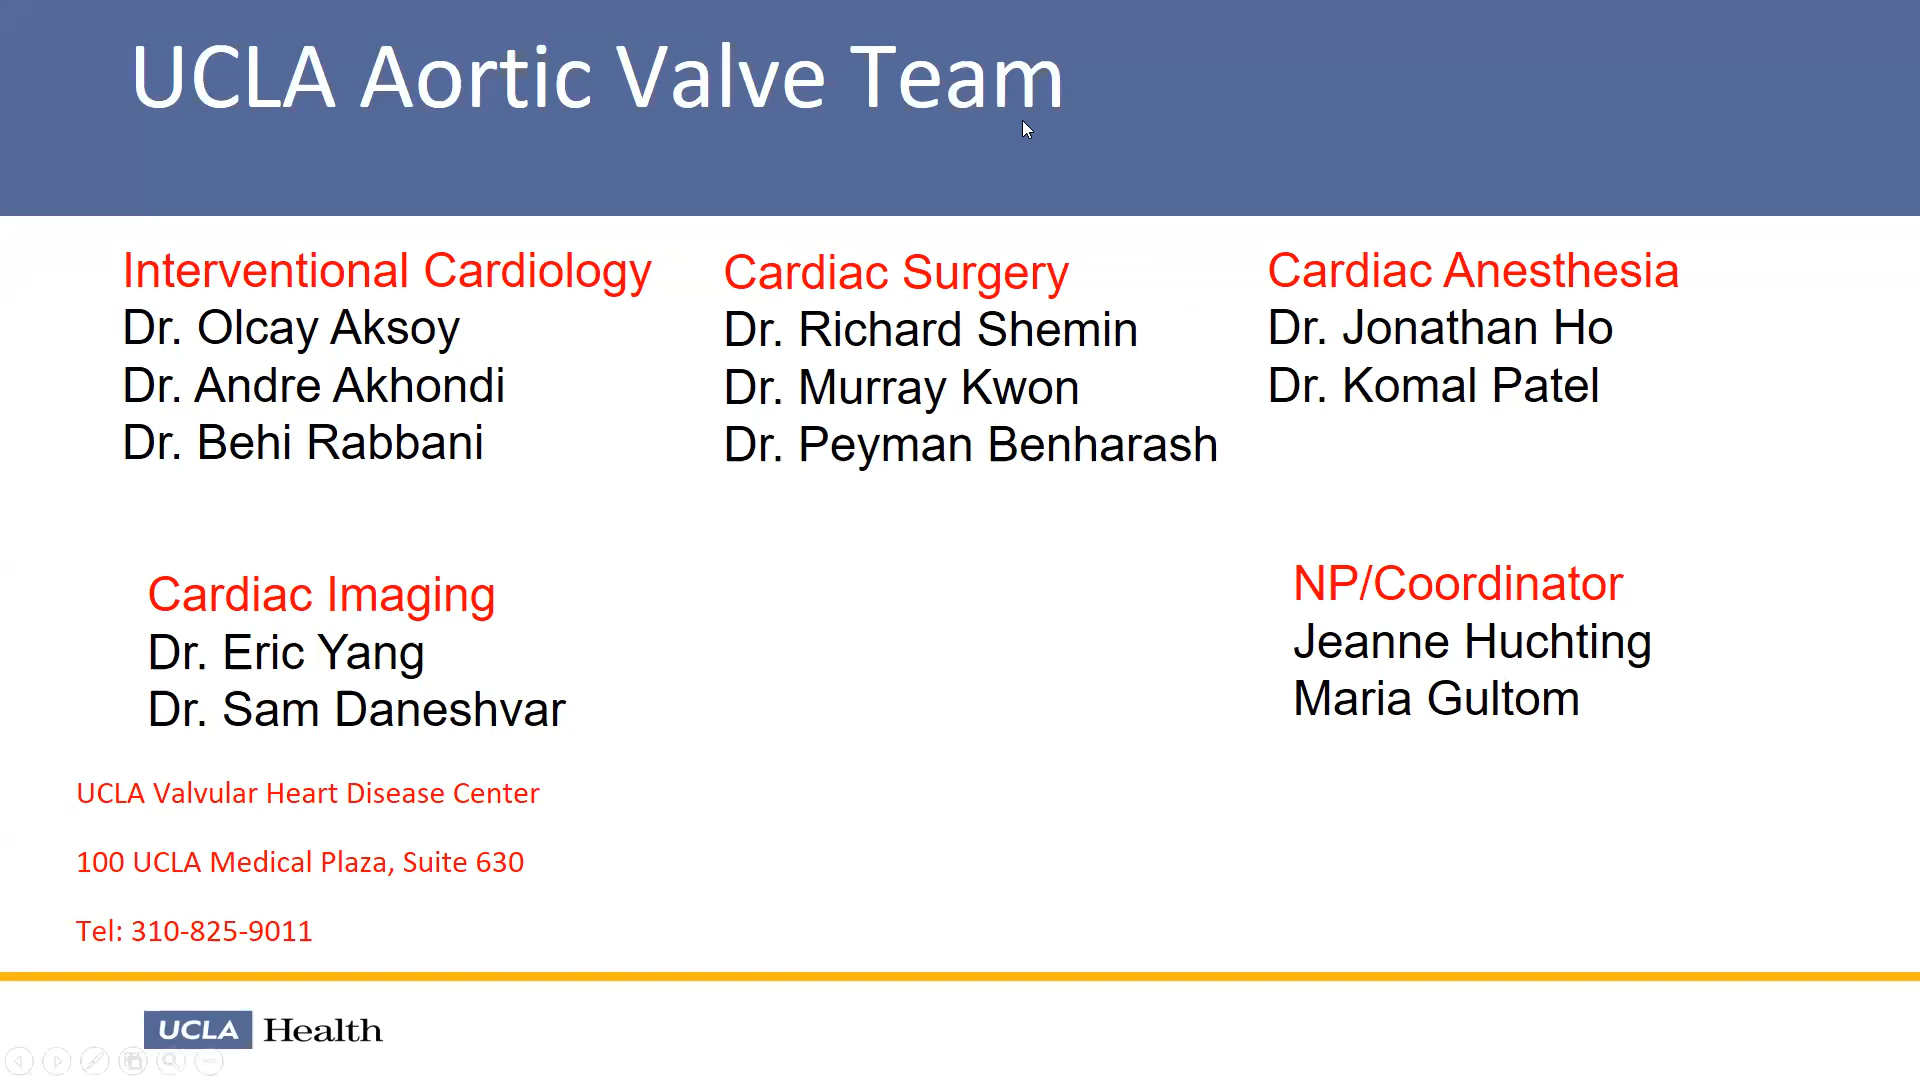 UCLA Aortic Valve Team
Interventional Cardiology
Dr. Olcay Aksoy
Dr. Andre Akhondi
Dr. Behi Rabbani
Cardiac Surgery
Dr. Richard Shemin
Dr. Murray Kwon
Dr. Peyman Benharash
Cardiac Anesthesia
Dr. Jonathan Ho
Dr. Komal Patel
Cardiac Imaging
Dr. Eric Yang
Dr. Sam Daneshvar
NP/Coordinator
Jeanne Huchting
Maria Gultom
UCLA Valvular Heart Disease Center
100 UCLA Medical Plaza, Suite 630
Tel: 310-825-9011
UCLA Health